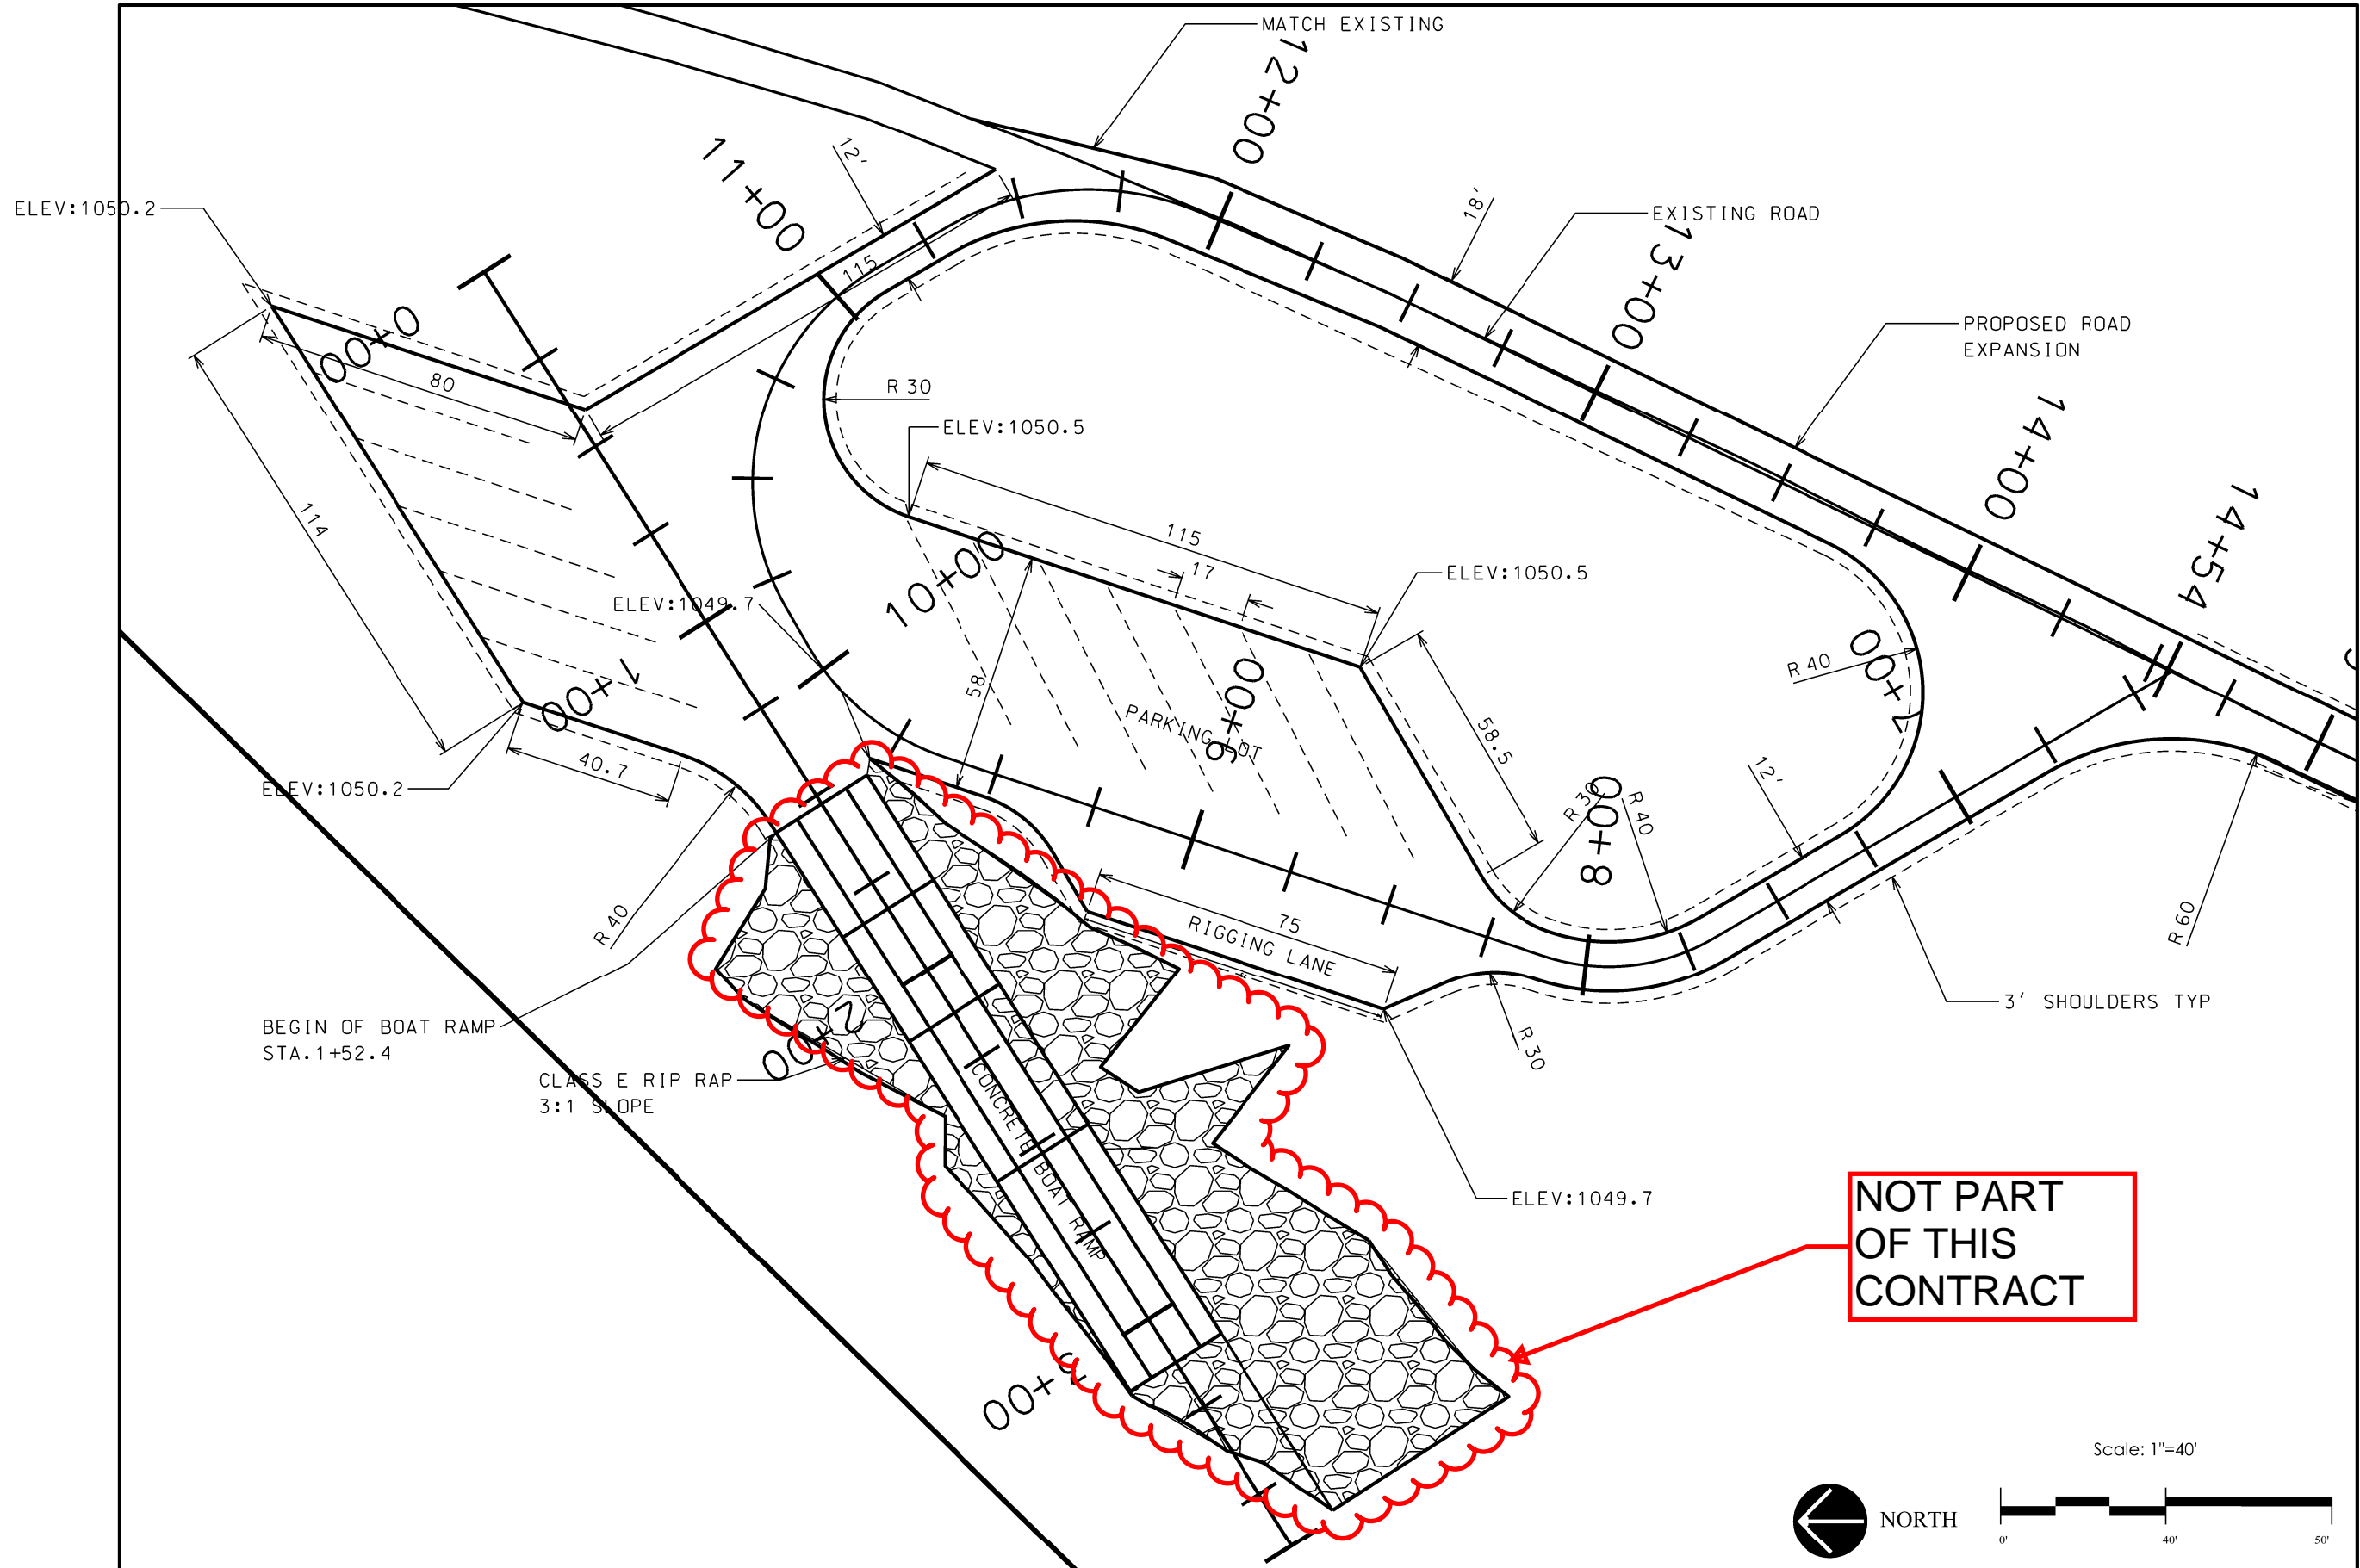 MATCH EXISTING
12+00
11+00
12'
18'
ELEV:1050.2
EXISTING ROAD
13+00
115
0+00
PROPOSED ROAD
EXPANSION
80
R 30
ELEV:1050.5
14+00
14+54
114
115
17
10+00
ELEV:1050.5
ELEV:1049.7
R 40
7+00
1+00
58
9+00
PARKING LOT
58.5
40.7
ELEV:1050.2
12'
R 30
R 40
8+00
R 40
75
RIGGING LANE
R 60
3' SHOULDERS TYP
BEGIN OF BOAT RAMP
STA.1+52.4
2+00
R 30
CLASS E RIP RAP
3:1 SLOPE
CONCRETE BOAT RAMP
ELEV:1049.7
NOT PART
OF THIS
CONTRACT
3+00
Scale: 1"=40'
NORTH
0'
40'
50'